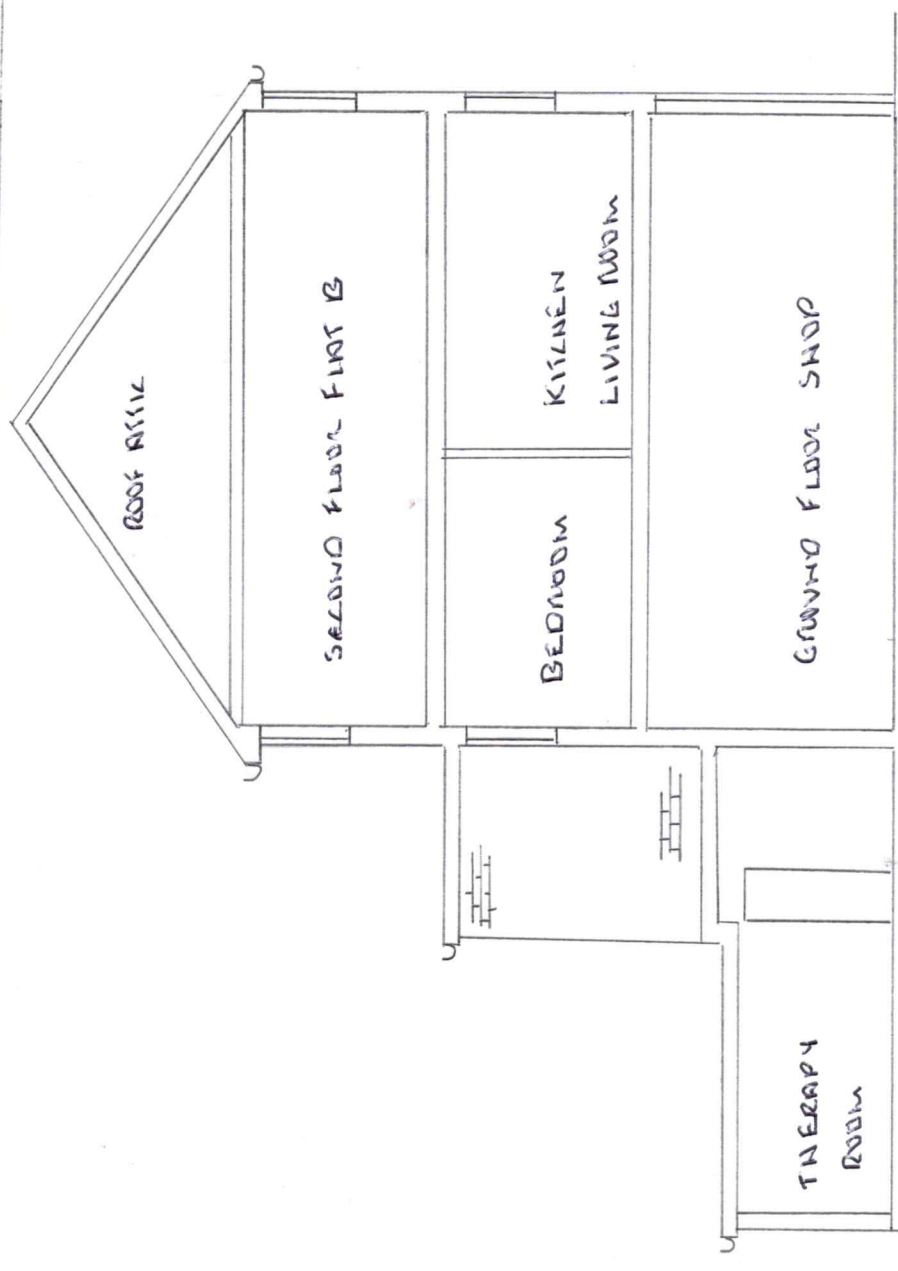 ROOF ATTIC
SECOND FLOOR FLAT B
BEDROOM
KITCHEN
LIVING ROOM
GROUND FLOOR SHOP
THERAPY
ROOM